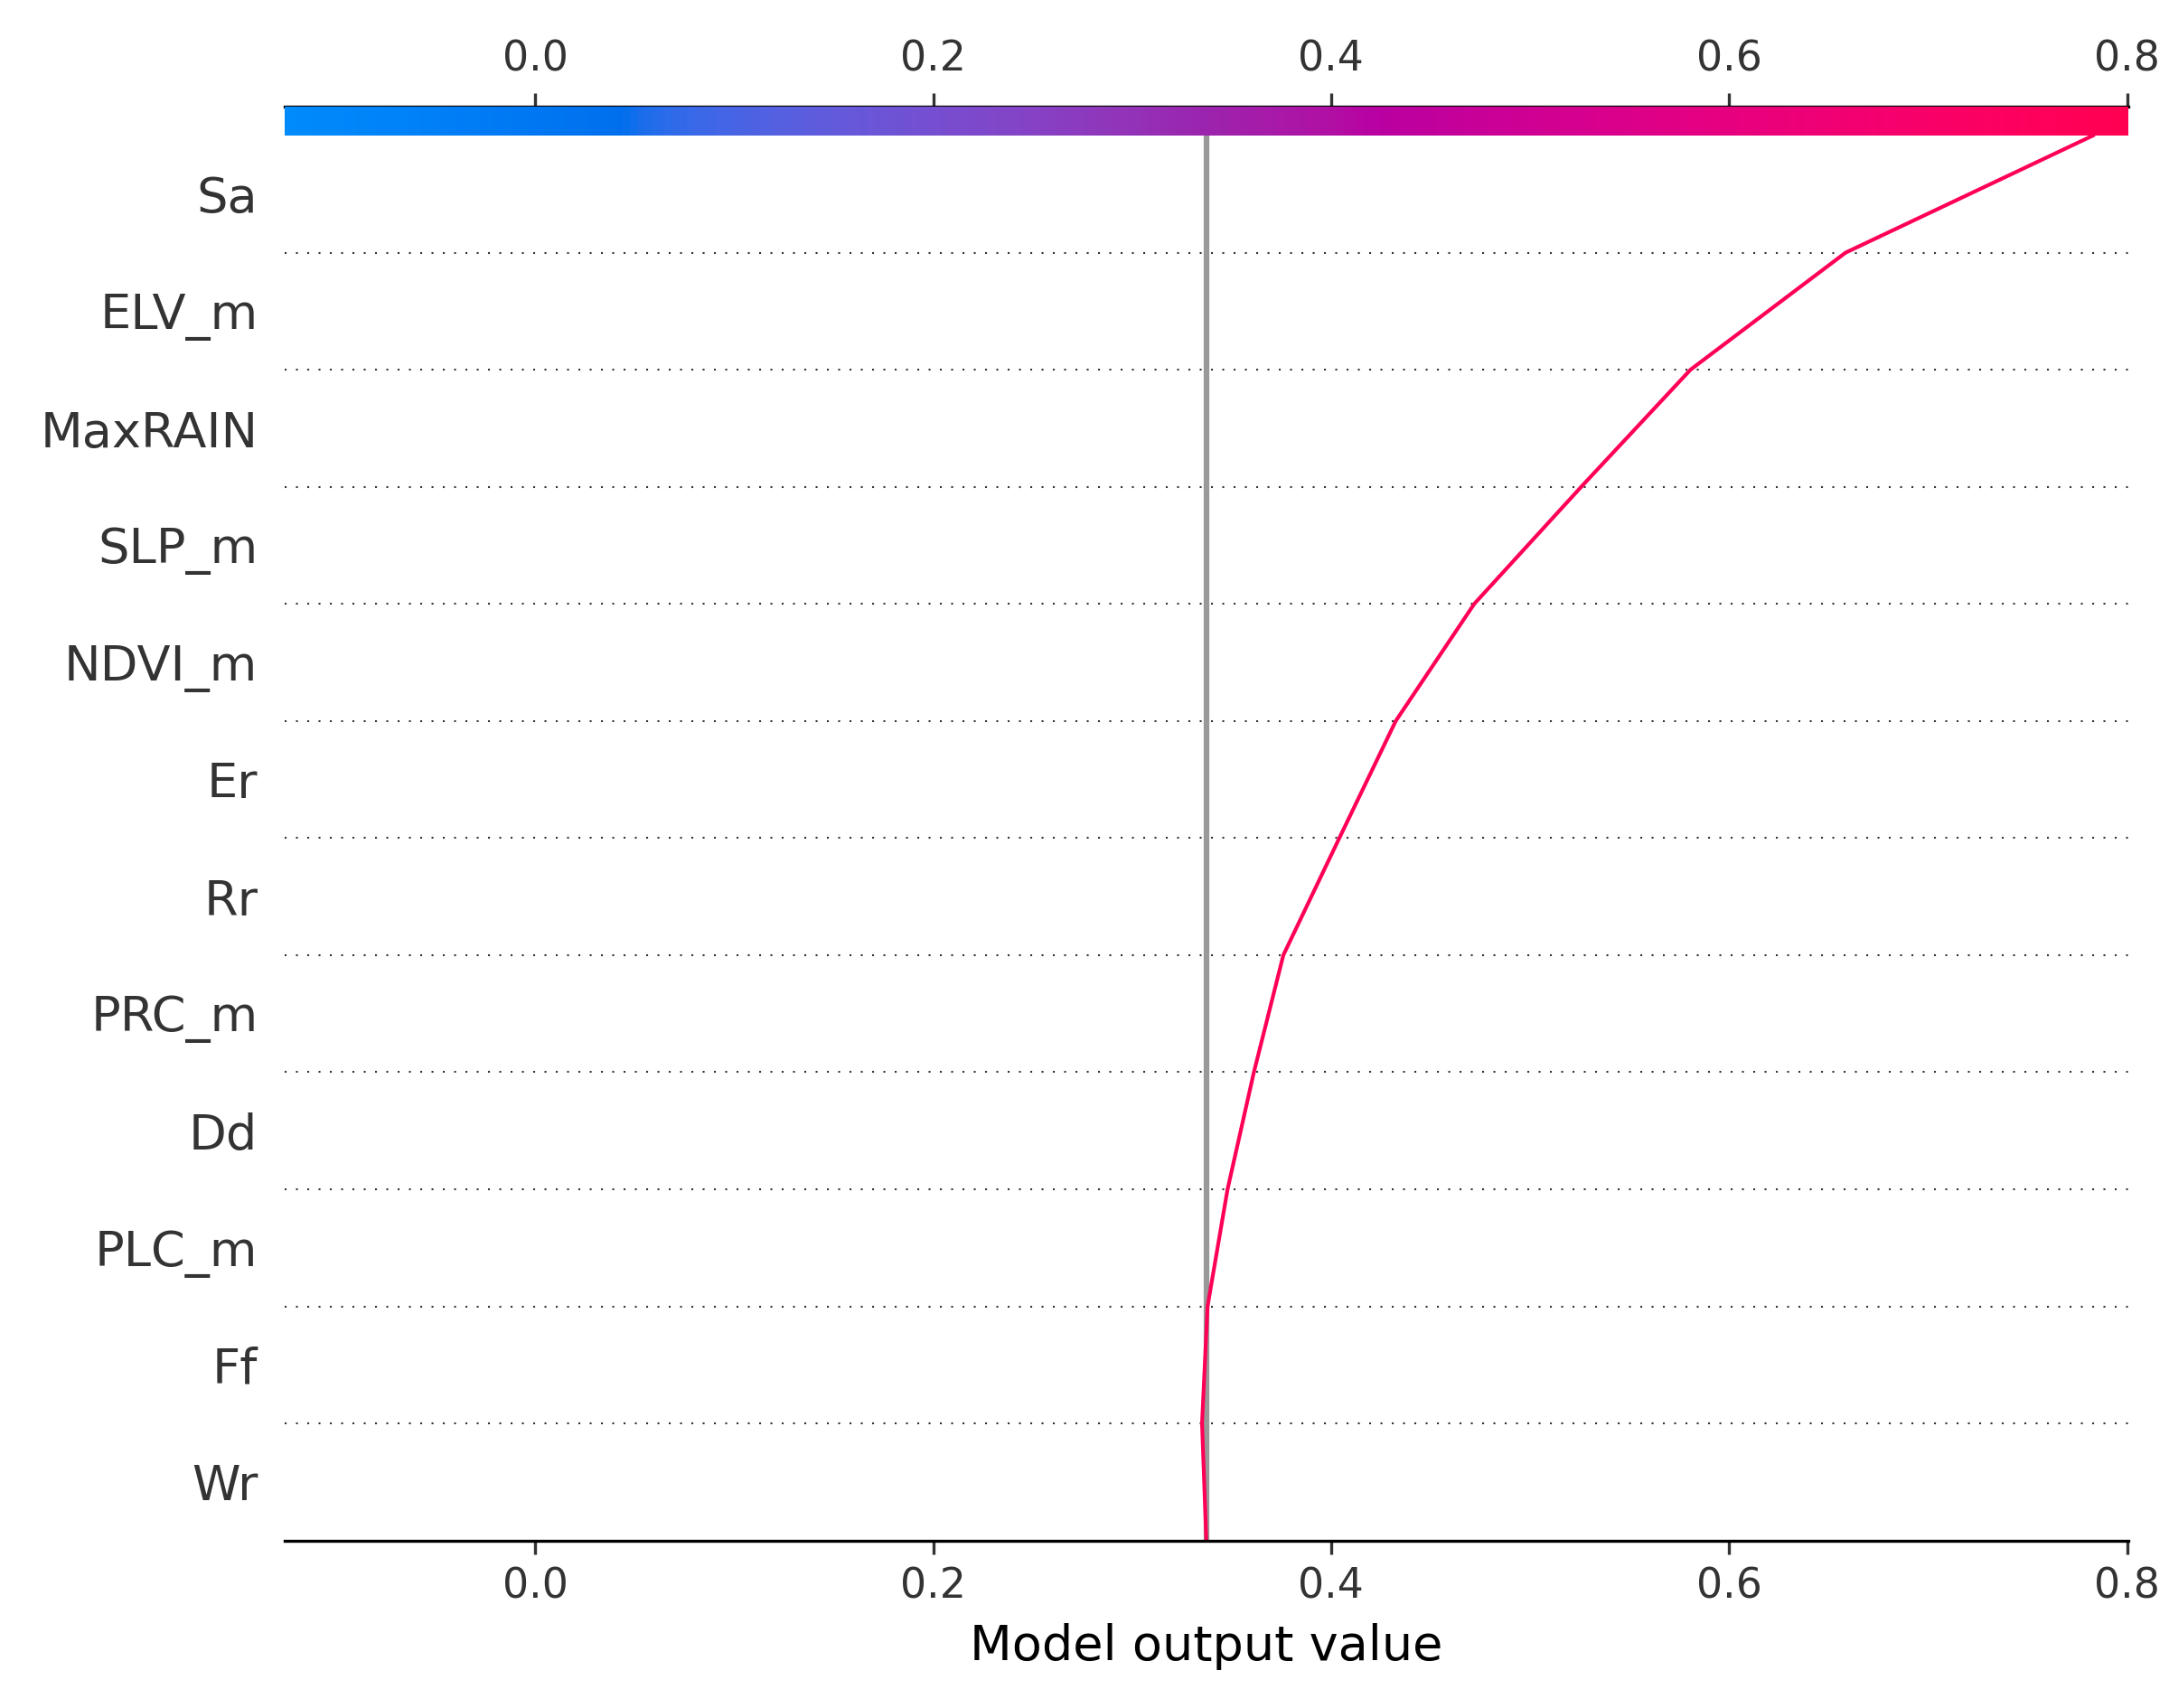 0.0 0.2 0.4 0.6 0.8
Sa
ELV_m
MaxRAIN
SLP_m
NDVI_m
Er
Rr
PRC_m
Dd
PLC_m
Ff
Wr
0.0 0.2 0.4 0.6 0.8
Model output value